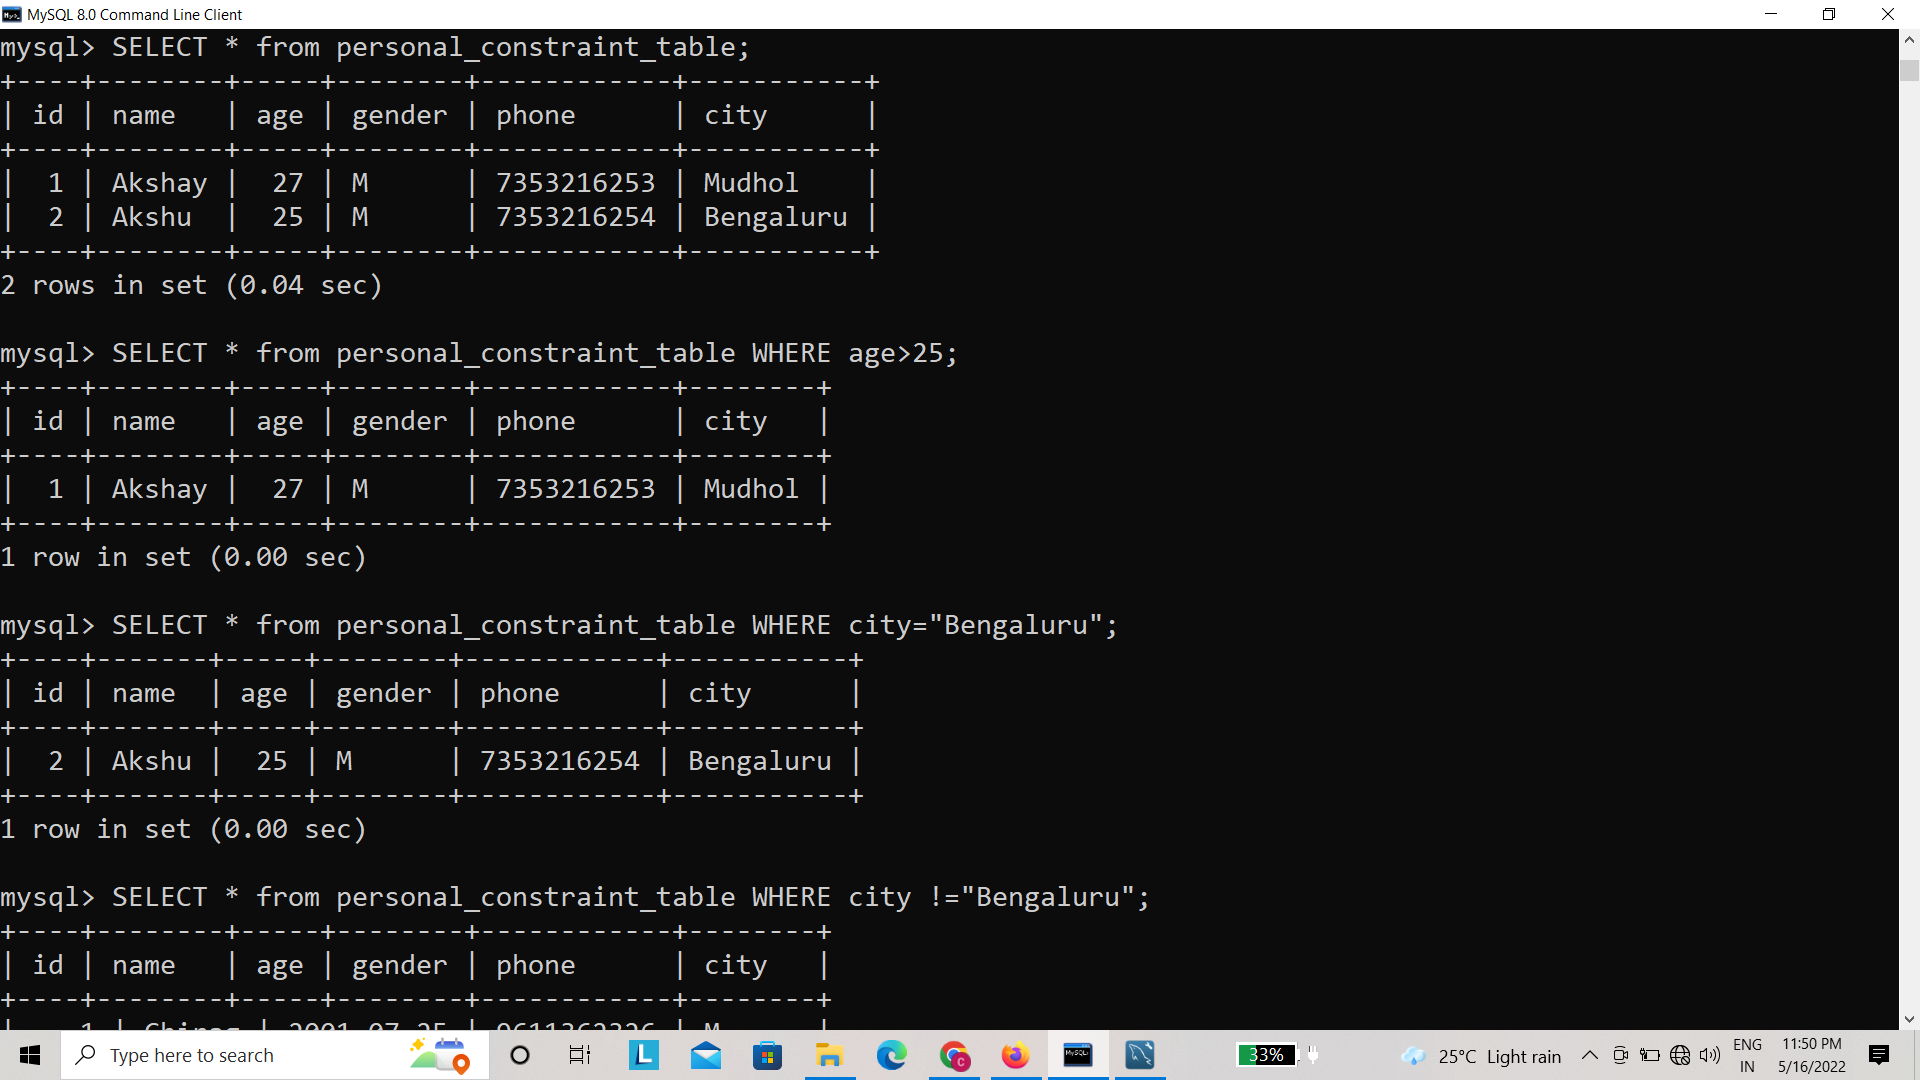 MySQL 8.0 Command Line Client
mysql> SELECT * from personal_constraint_table;
+----+--------+-----+--------+------------+-----------+
| id | name   | age | gender | phone      | city      |
+----+--------+-----+--------+------------+-----------+
|  1 | Akshay |  27 | M      | 7353216253 | Mudhol    |
|  2 | Akshu  |  25 | M      | 7353216254 | Bengaluru |
+----+--------+-----+--------+------------+-----------+
2 rows in set (0.04 sec)
mysql> SELECT * from personal_constraint_table WHERE age>25;
+----+--------+-----+--------+------------+--------+
| id | name   | age | gender | phone      | city   |
+----+--------+-----+--------+------------+--------+
|  1 | Akshay |  27 | M      | 7353216253 | Mudhol |
+----+--------+-----+--------+------------+--------+
1 row in set (0.00 sec)
mysql> SELECT * from personal_constraint_table WHERE city="Bengaluru";
+----+-------+-----+--------+------------+-----------+
| id | name  | age | gender | phone      | city      |
+----+-------+-----+--------+------------+-----------+
|  2 | Akshu |  25 | M      | 7353216254 | Bengaluru |
+----+-------+-----+--------+------------+-----------+
1 row in set (0.00 sec)
mysql> SELECT * from personal_constraint_table WHERE city !="Bengaluru";
+----+--------+-----+--------+------------+--------+
| id | name   | age | gender | phone      | city   |
+----+--------+-----+--------+------------+--------+
Type here to search
L
C
MySQL
33%
25°C Light rain
ENG
IN
11:50 PM
5/16/2022